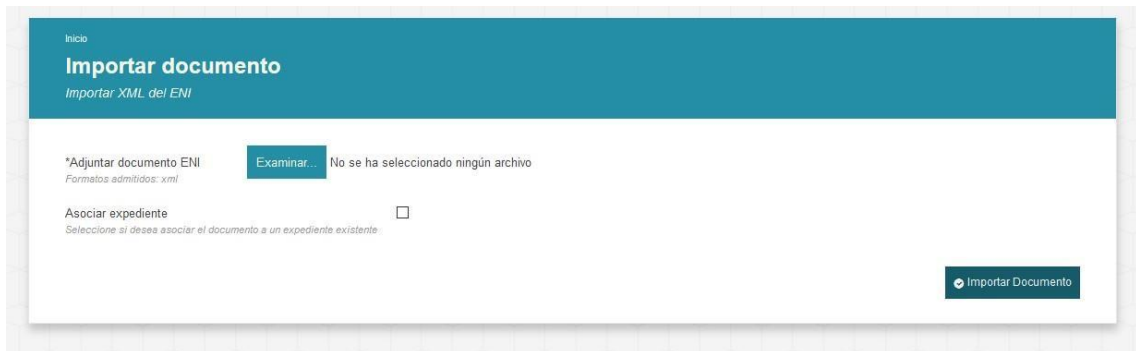 Inicio
Importar documento
Importar XML del ENI
*Adjuntar documento ENI
Examinar... No se ha seleccionado ningún archivo
Formatos admitidos: xml
Asociar expediente
Seleccione si desea asociar el documento a un expediente existente
Importar Documento